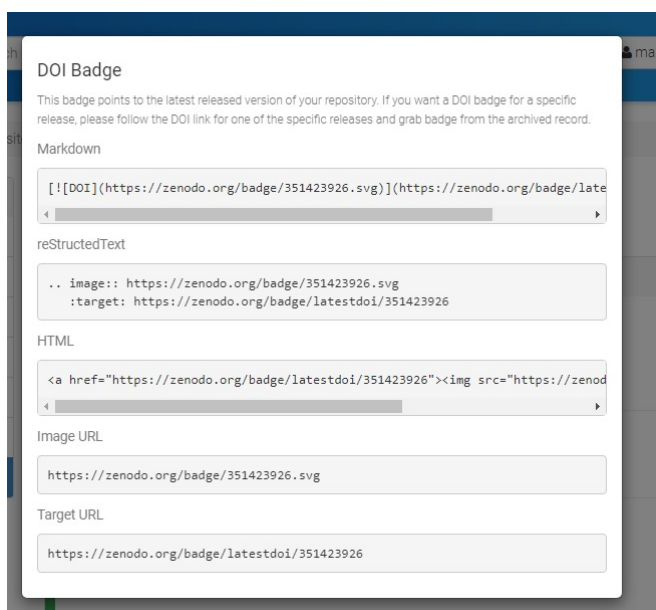 ch
ma
DOI Badge
This badge points to the latest released version of your repository. If you want a DOI badge for a specific
release, please follow the DOI link for one of the specific releases and grab badge from the archived record.
sit
Markdown
[![DOI](https://zenodo.org/badge/351423926.svg)](https://zenodo.org/badge/late
reStructedText
.. image:: https://zenodo.org/badge/351423926.svg
:target: https://zenodo.org/badge/latestdoi/351423926
HTML
<a href="https://zenodo.org/badge/latestdoi/351423926"><img src="https://zenod
Image URL
https://zenodo.org/badge/351423926.svg
Target URL
https://zenodo.org/badge/latestdoi/351423926